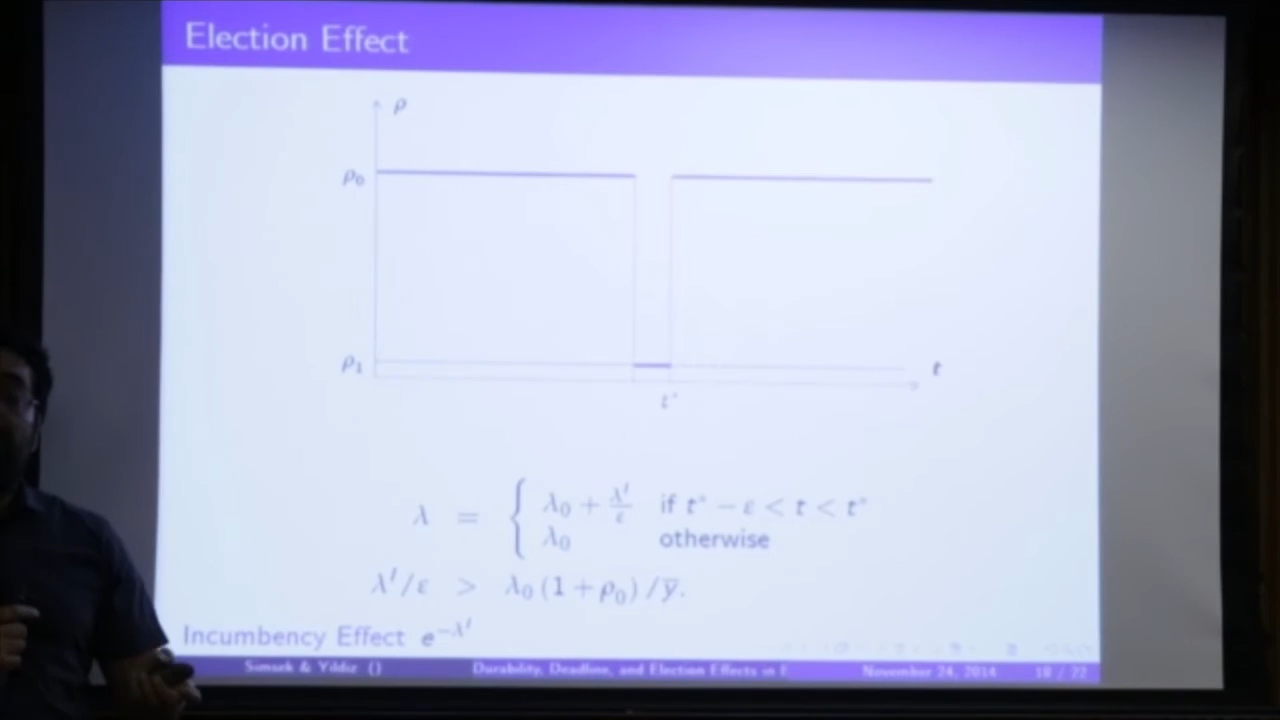 Election Effect
ρ
ρ₀
ρ₁
t
t*
λ = { λ₀ + λ'/ε if t* − ε < t < t*
λ₀ otherwise
λ'/ε > λ₀ (1 + ρ₀) / ȳ.
Incumbency Effect e^{−λ'}
Simsek & Yildiz () Durability, Deadline, and Election Effects in B November 24, 2014 / 22